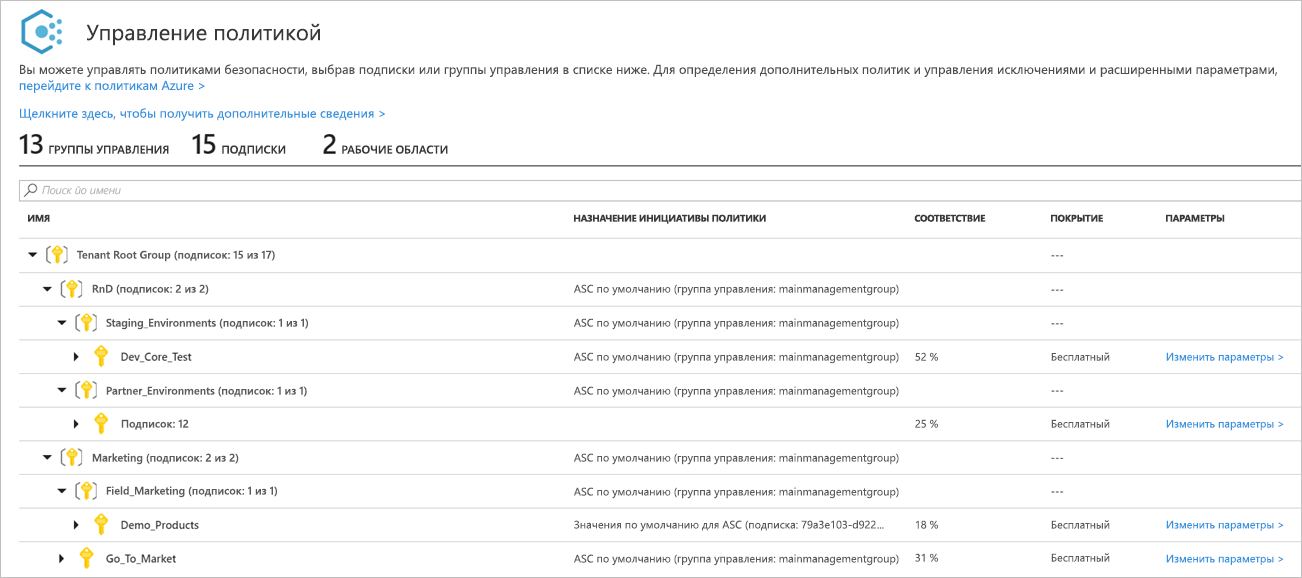 Управление политикой
Вы можете управлять политиками безопасности, выбрав подписки или группы управления в списке ниже. Для определения дополнительных политик и управления исключениями и расширенными параметрами,
перейдите к политикам Azure >
Щелкните здесь, чтобы получить дополнительные сведения >
13 ГРУППЫ УПРАВЛЕНИЯ 15 ПОДПИСКИ 2 РАБОЧИЕ ОБЛАСТИ
Поиск йо имени
ИМЯ НАЗНАЧЕНИЕ ИНИЦИАТИВЫ ПОЛИТИКИ СООТВЕТСТВИЕ ПОКРЫТИЕ ПАРАМЕТРЫ
Tenant Root Group (подписок: 15 из 17) ---
RnD (подписок: 2 из 2) ASC по умолчанию (группа управления: mainmanagementgroup) ---
Staging_Environments (подписок: 1 из 1) ASC по умолчанию (группа управления: mainmanagementgroup) ---
Dev_Core_Test ASC по умолчанию (группа управления: mainmanagementgroup) 52 % Бесплатный Изменить параметры >
Partner_Environments (подписок: 1 из 1) ASC по умолчанию (группа управления: mainmanagementgroup) ---
Подписок: 12 ASC по умолчанию (группа управления: mainmanagementgroup) 25 % Бесплатный Изменить параметры >
Marketing (подписок: 2 из 2) ASC по умолчанию (группа управления: mainmanagementgroup) ---
Field_Marketing (подписок: 1 из 1) ASC по умолчанию (группа управления: mainmanagementgroup) ---
Demo_Products Значения по умолчанию для ASC (подписка: 79a3e103-d922... 18 % Бесплатный Изменить параметры >
Go_To_Market ASC по умолчанию (группа управления: mainmanagementgroup) 31 % Бесплатный Изменить параметры >